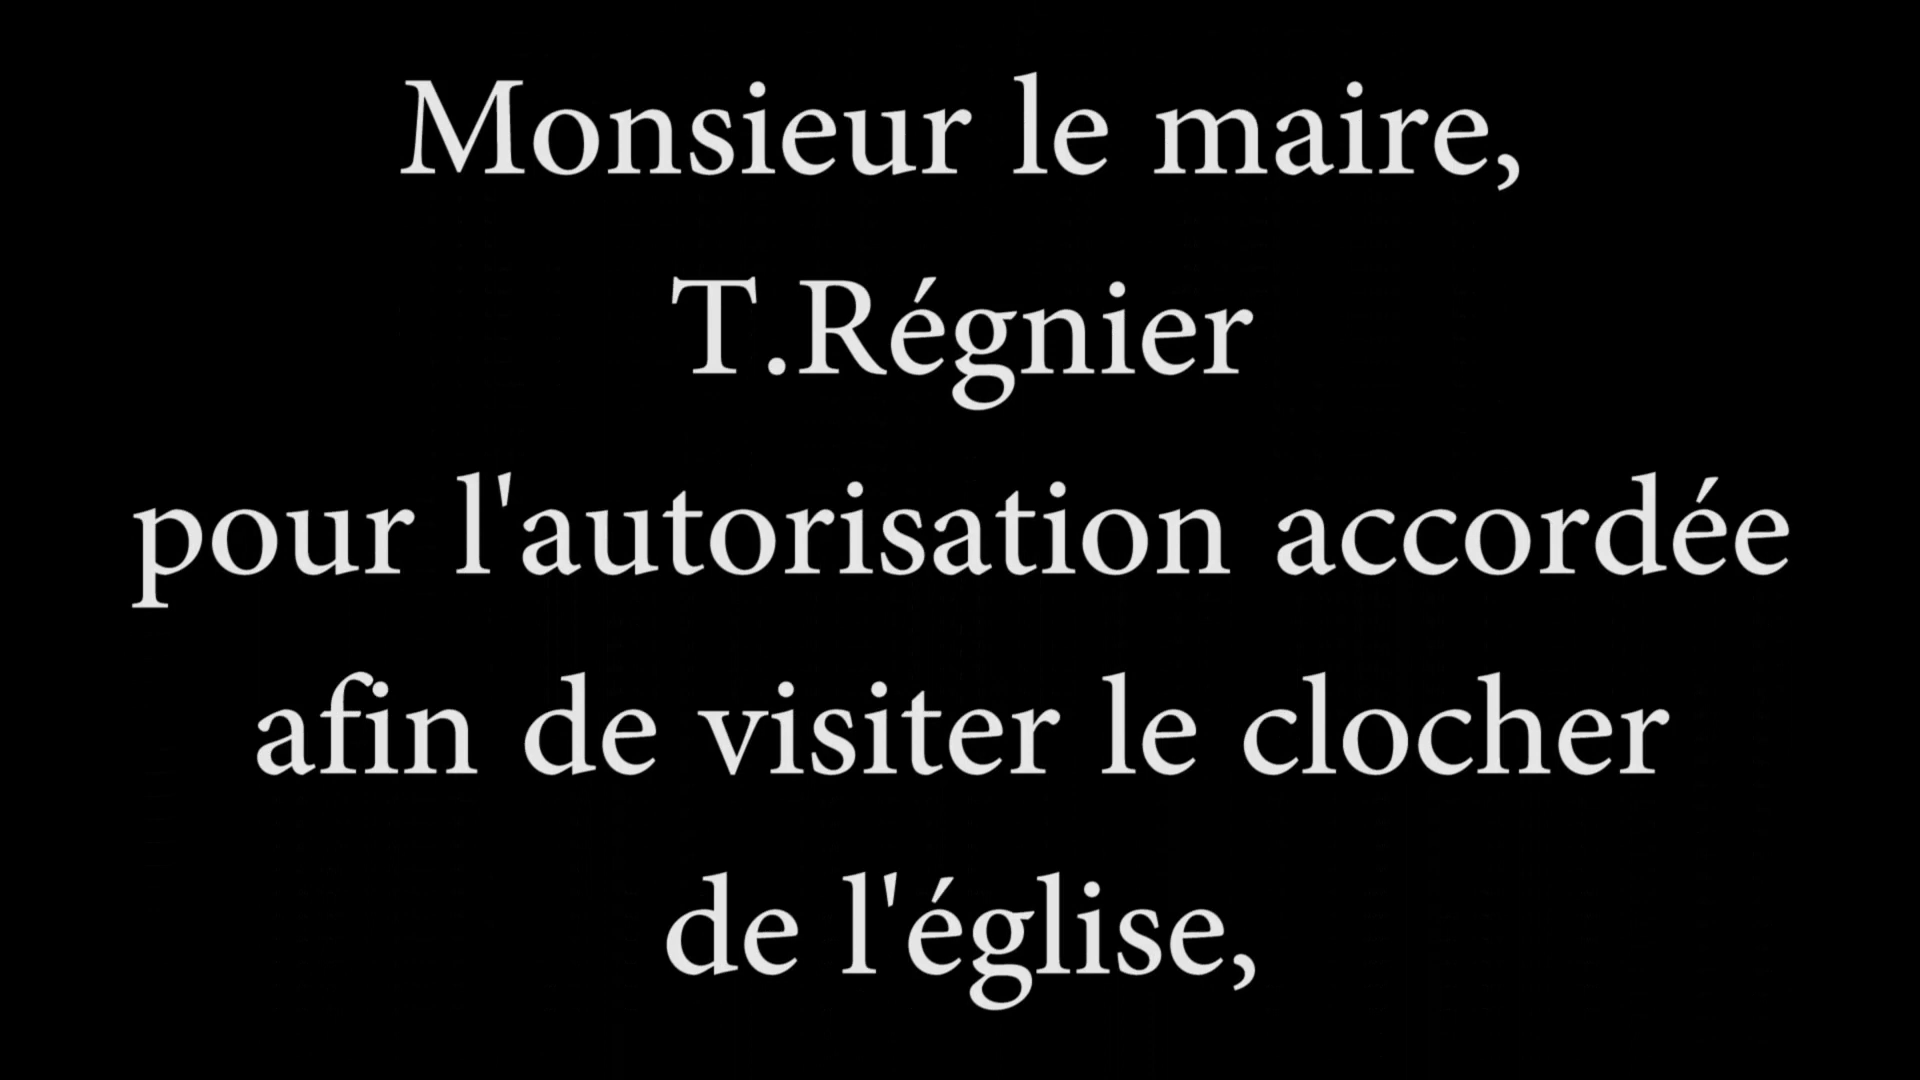 Monsieur le maire,
T.Régnier
pour l'autorisation accordée
afin de visiter le clocher
de l'église,